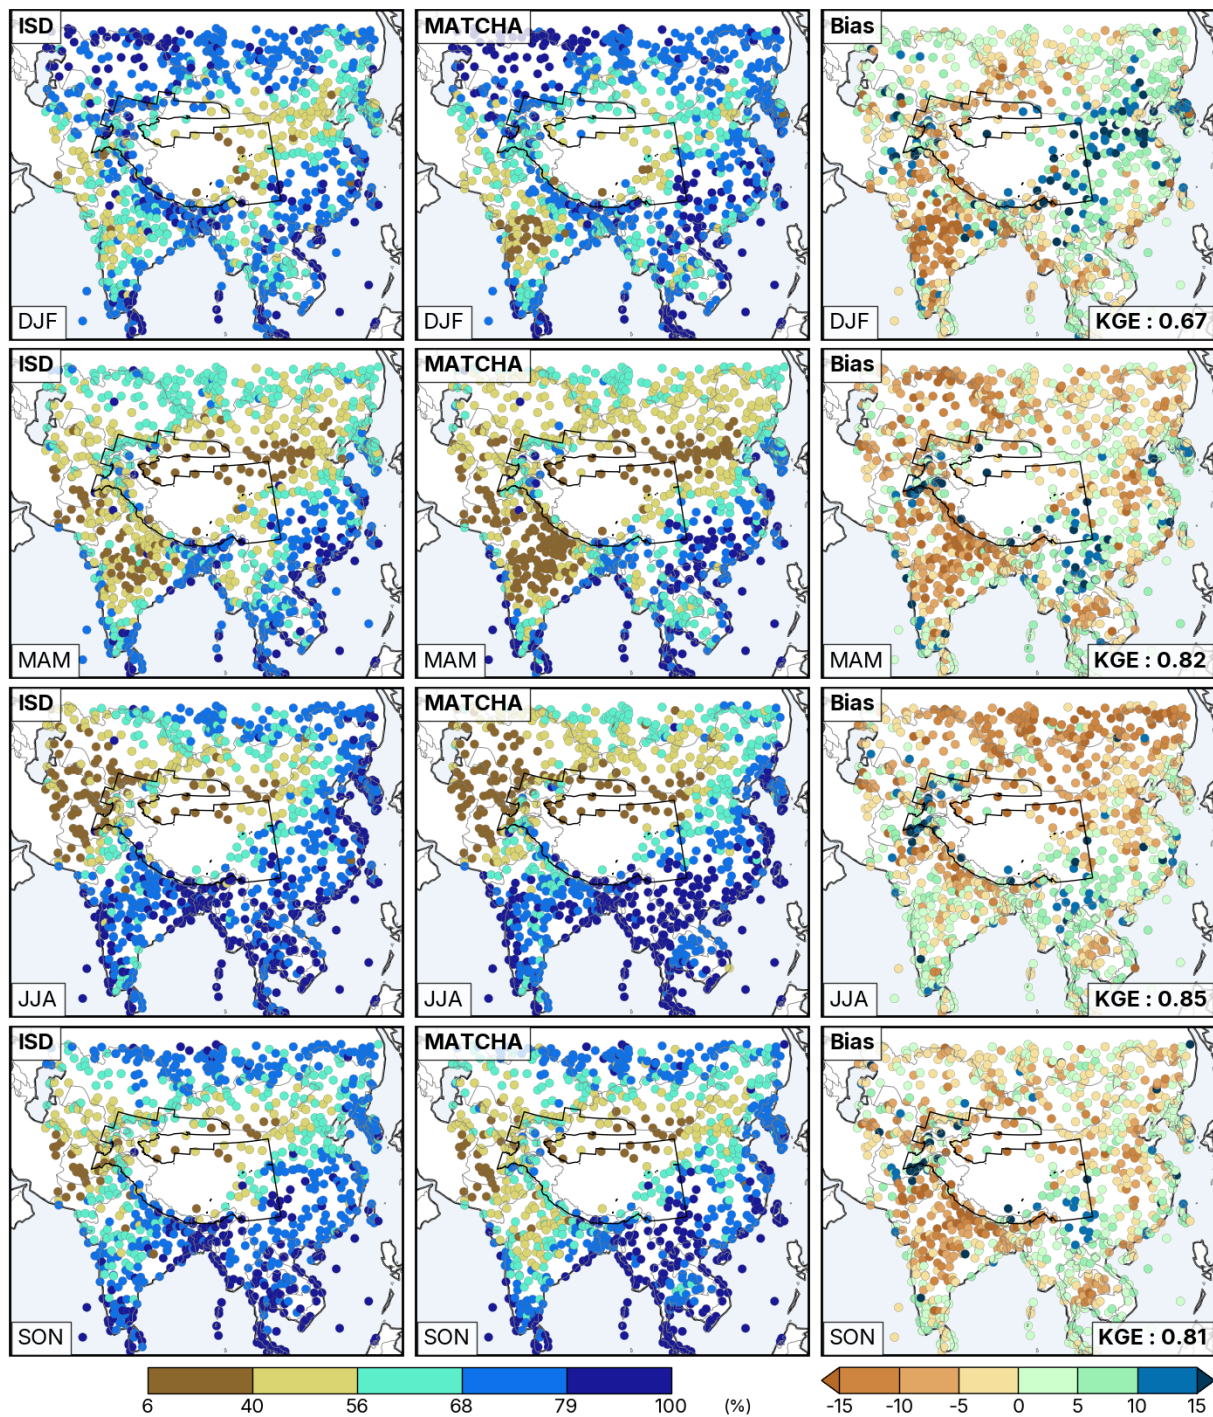 ISD MATCHA Bias
DJF DJF DJF KGE : 0.67
ISD MATCHA Bias
MAM MAM MAM KGE : 0.82
ISD MATCHA Bias
JJA JJA JJA KGE : 0.85
ISD MATCHA Bias
SON SON SON KGE : 0.81
6 40 56 68 79 100 (%) -15 -10 -5 0 5 10 15